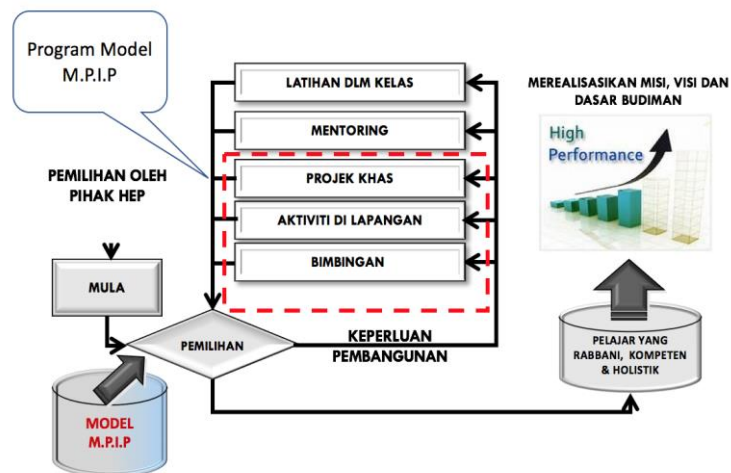 Program Model
M.P.I.P
LATIHAN DLM KELAS
MENTORING
PROJEK KHAS
AKTIVITI DI LAPANGAN
BIMBINGAN
PEMILIHAN OLEH
PIHAK HEP
MULA
PEMILIHAN
KEPERLUAN
PEMBANGUNAN
MODEL
M.P.I.P
MEREALISASIKAN MISI, VISI DAN
DASAR BUDIMAN
High
Performance
PELAJAR YANG
RABBANI, KOMPETEN
& HOLISTIK